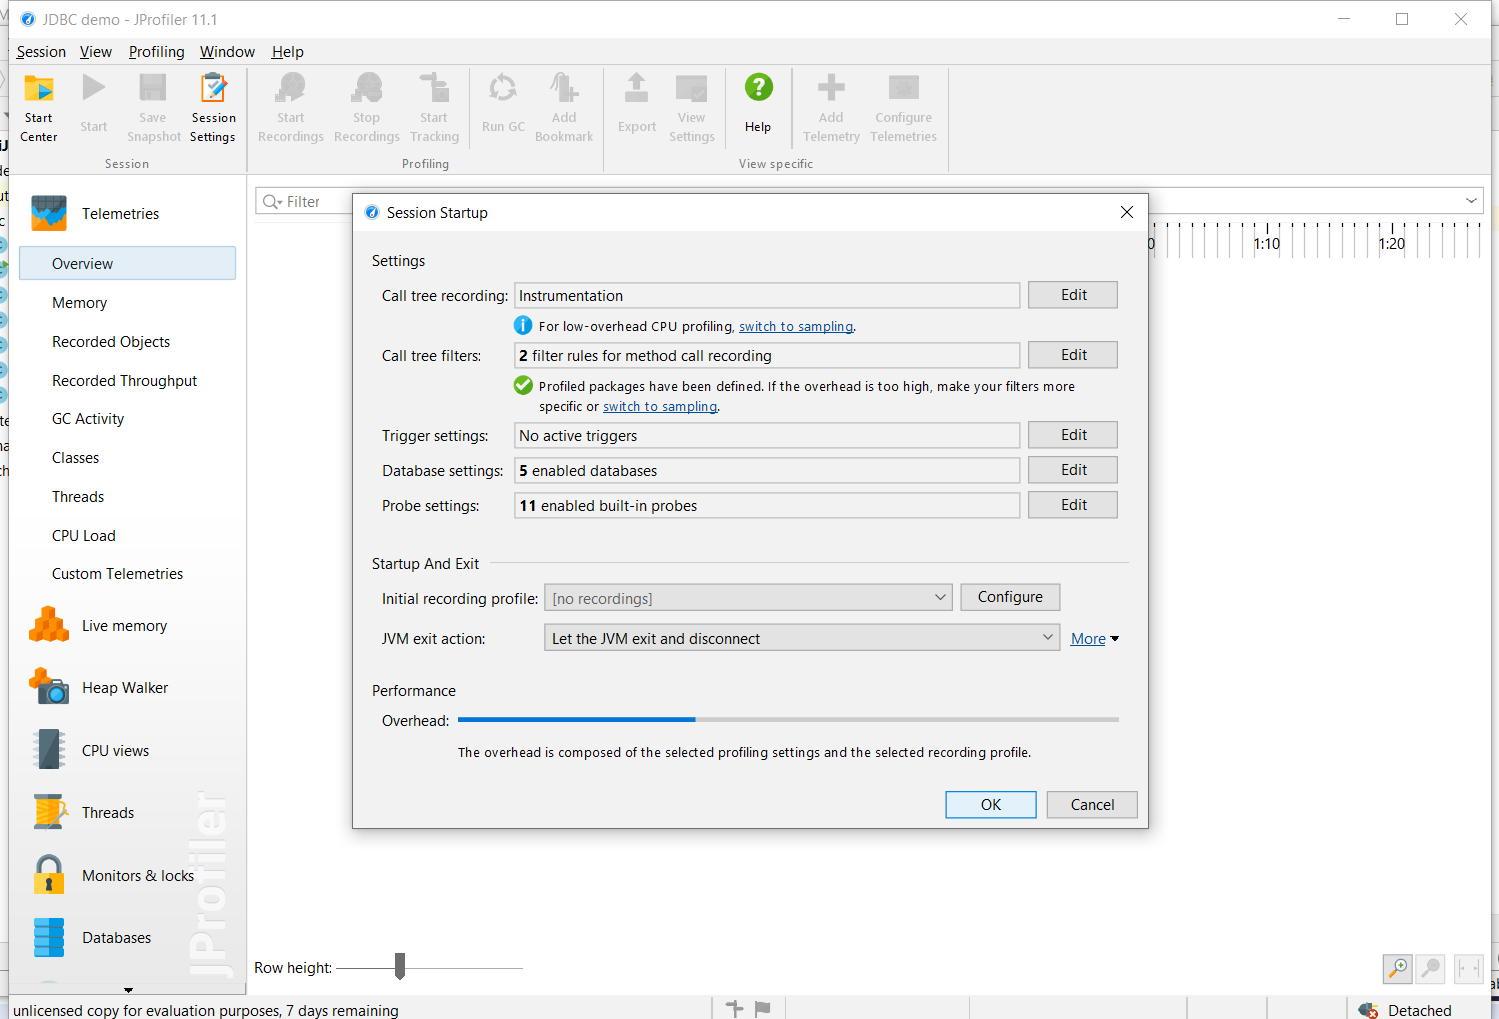 JDBC demo - JProfiler 11.1
Session View Profiling Window Help
Start Center
Start
Save Snapshot
Session Settings
Start Recordings
Stop Recordings
Start Tracking
Run GC
Add Bookmark
Export
View Settings
Help
Add Telemetry
Configure Telemetries
Session
Profiling
View specific
Telemetries
Overview
Memory
Recorded Objects
Recorded Throughput
GC Activity
Classes
Threads
CPU Load
Custom Telemetries
Live memory
Heap Walker
CPU views
Threads
Monitors & locks
Databases
JProfiler
Filter
0 1:10 1:20
Session Startup
Settings
Call tree recording: Instrumentation Edit
For low-overhead CPU profiling, switch to sampling.
Call tree filters: 2 filter rules for method call recording Edit
Profiled packages have been defined. If the overhead is too high, make your filters more
specific or switch to sampling.
Trigger settings: No active triggers Edit
Database settings: 5 enabled databases Edit
Probe settings: 11 enabled built-in probes Edit
Startup And Exit
Initial recording profile: [no recordings] Configure
JVM exit action: Let the JVM exit and disconnect More
Performance
Overhead:
The overhead is composed of the selected profiling settings and the selected recording profile.
OK Cancel
Row height:
unlicensed copy for evaluation purposes, 7 days remaining
Detached